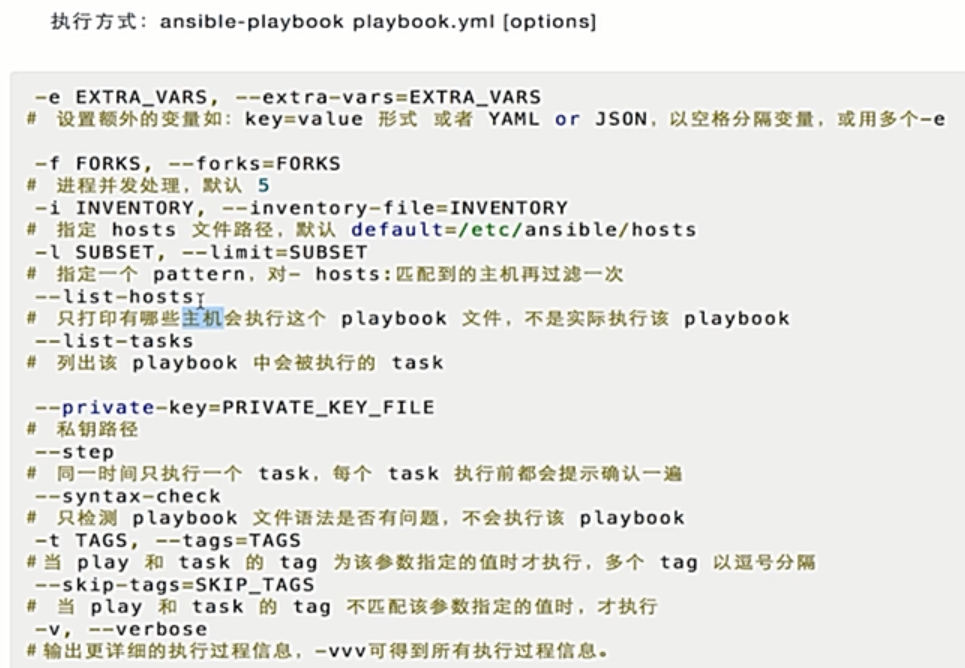 执行方式：ansible-playbook playbook.yml [options]
-e EXTRA_VARS, --extra-vars=EXTRA_VARS
# 设置额外的变量如：key=value 形式 或者 YAML or JSON，以空格分隔变量，或用多个-e
-f FORKS, --forks=FORKS
# 进程并发处理，默认 5
-i INVENTORY, --inventory-file=INVENTORY
# 指定 hosts 文件路径，默认 default=/etc/ansible/hosts
-l SUBSET, --limit=SUBSET
# 指定一个 pattern，对- hosts:匹配到的主机再过滤一次
--list-hosts
# 只打印有哪些主机会执行这个 playbook 文件，不是实际执行该 playbook
--list-tasks
# 列出该 playbook 中会被执行的 task
--private-key=PRIVATE_KEY_FILE
# 私钥路径
--step
# 同一时间只执行一个 task，每个 task 执行前都会提示确认一遍
--syntax-check
# 只检测 playbook 文件语法是否有问题，不会执行该 playbook
-t TAGS, --tags=TAGS
#当 play 和 task 的 tag 为该参数指定的值时才执行，多个 tag 以逗号分隔
--skip-tags=SKIP_TAGS
# 当 play 和 task 的 tag 不匹配该参数指定的值时，才执行
-v, --verbose
#输出更详细的执行过程信息，-vvv可得到所有执行过程信息。